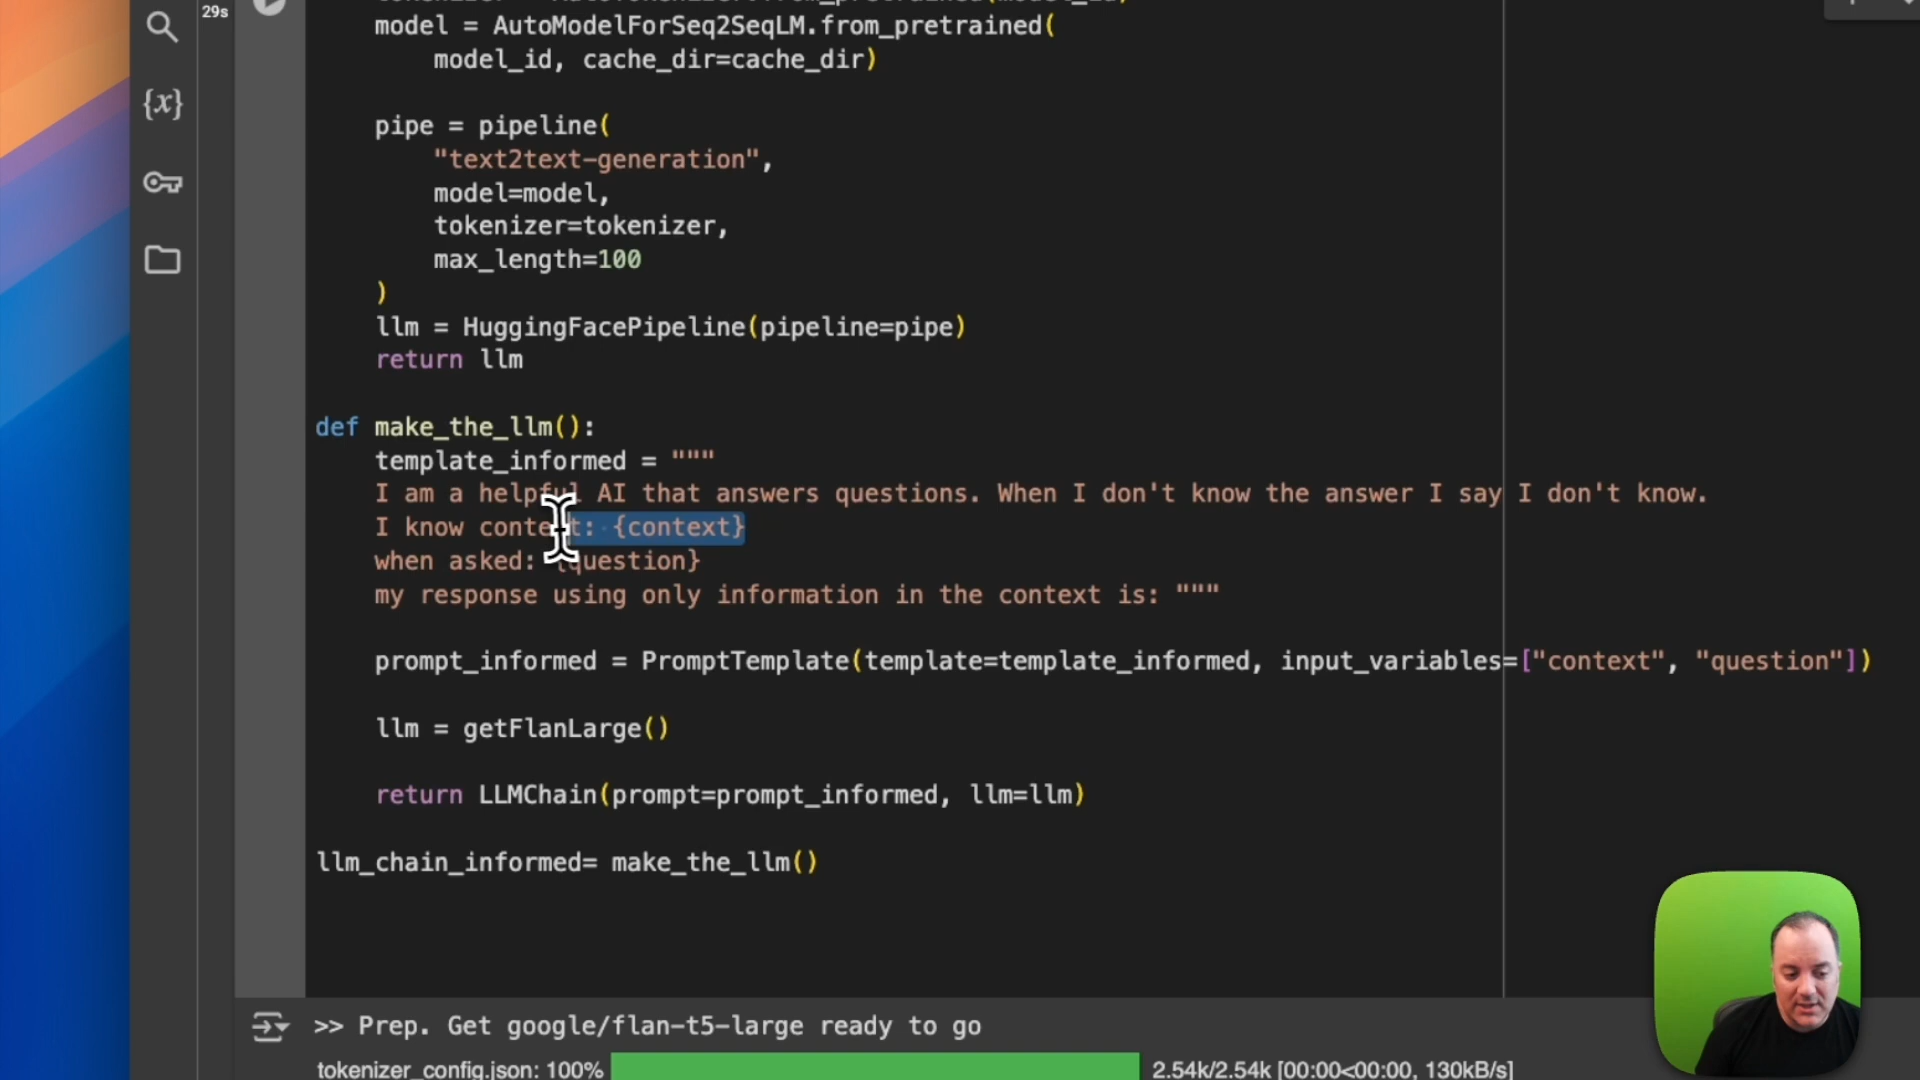 29s
model = AutoModelForSeq2SeqLM.from_pretrained(
model_id, cache_dir=cache_dir)
{x}
pipe = pipeline(
"text2text-generation",
model=model,
tokenizer=tokenizer,
max_length=100
)
llm = HuggingFacePipeline(pipeline=pipe)
return llm
def make_the_llm():
template_informed = """
I am a helpful AI that answers questions. When I don't know the answer I say I don't know.
I know context: {context}
when asked: {question}
my response using only information in the context is: """
prompt_informed = PromptTemplate(template=template_informed, input_variables=["context", "question"])
llm = getFlanLarge()
return LLMChain(prompt=prompt_informed, llm=llm)
llm_chain_informed= make_the_llm()
>> Prep. Get google/flan-t5-large ready to go
tokenizer_config.json: 100% 2.54k/2.54k [00:00<00:00, 130kB/s]